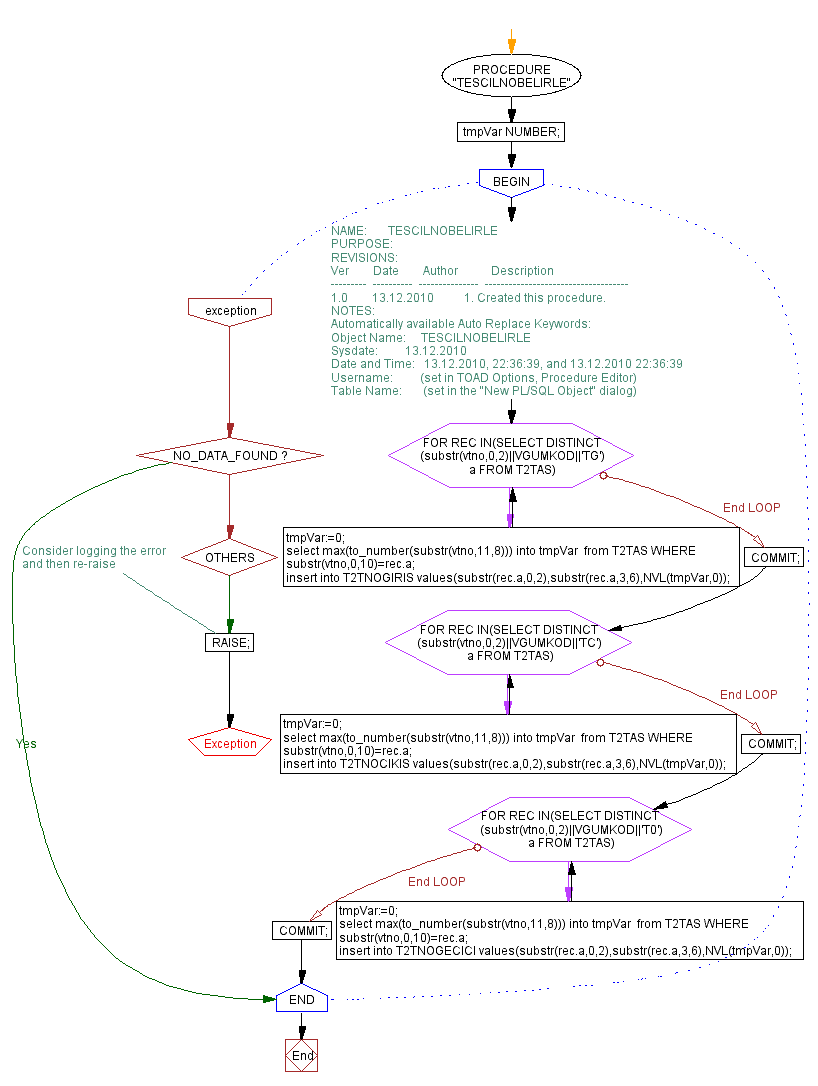 PROCEDURE
"TESCILNOBELIRLE"
tmpVar NUMBER;
BEGIN
NAME: TESCILNOBELIRLE
PURPOSE:
REVISIONS:
Ver Date Author Description
--------- ---------- --------------- ------------------------------------
1.0 13.12.2010 1. Created this procedure.
NOTES:
Automatically available Auto Replace Keywords:
Object Name: TESCILNOBELIRLE
Sysdate: 13.12.2010
Date and Time: 13.12.2010, 22:36:39, and 13.12.2010 22:36:39
Username: (set in TOAD Options, Procedure Editor)
Table Name: (set in the "New PL/SQL Object" dialog)
exception
NO_DATA_FOUND ?
OTHERS
Consider logging the error
and then re-raise
RAISE;
Exception
Yes
FOR REC IN(SELECT DISTINCT
(substr(vtno,0,2)||VGUMKOD||'TG')
a FROM T2TAS)
End LOOP
COMMIT;
tmpVar:=0;
select max(to_number(substr(vtno,11,8))) into tmpVar from T2TAS WHERE
substr(vtno,0,10)=rec.a;
insert into T2TNOGIRIS values(substr(rec.a,0,2),substr(rec.a,3,6),NVL(tmpVar,0));
FOR REC IN(SELECT DISTINCT
(substr(vtno,0,2)||VGUMKOD||'TC')
a FROM T2TAS)
End LOOP
COMMIT;
tmpVar:=0;
select max(to_number(substr(vtno,11,8))) into tmpVar from T2TAS WHERE
substr(vtno,0,10)=rec.a;
insert into T2TNOCIKIS values(substr(rec.a,0,2),substr(rec.a,3,6),NVL(tmpVar,0));
FOR REC IN(SELECT DISTINCT
(substr(vtno,0,2)||VGUMKOD||'T0')
a FROM T2TAS)
End LOOP
COMMIT;
tmpVar:=0;
select max(to_number(substr(vtno,11,8))) into tmpVar from T2TAS WHERE
substr(vtno,0,10)=rec.a;
insert into T2TNOGECICI values(substr(rec.a,0,2),substr(rec.a,3,6),NVL(tmpVar,0));
END
End